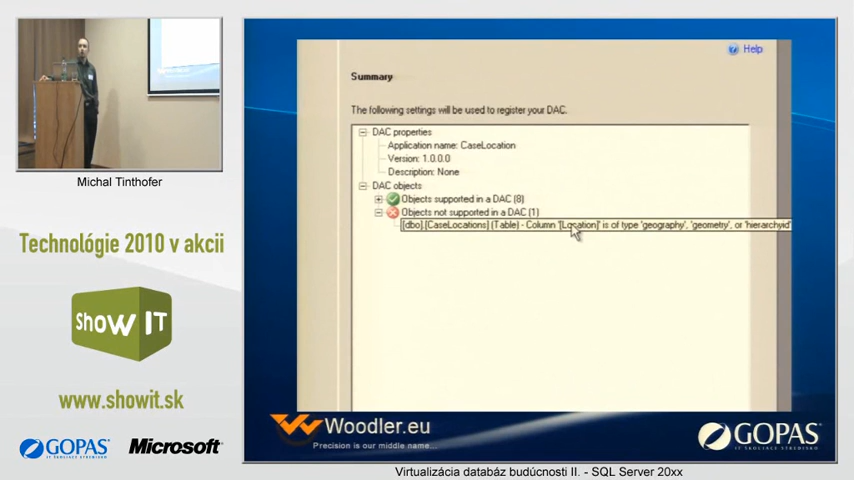 Michal Tinthofer
Technológie 2010 v akcii
Show IT
www.showit.sk
GOPAS
Microsoft
Help
Summary
The following settings will be used to register your DAC.
DAC properties
Application name: CaseLocation
Version: 1.0.0.0
Description: None
DAC objects
Objects supported in a DAC (8)
Objects not supported in a DAC (1)
[dbo].[CaseLocations] (Table) - Column '[Location]' is of type 'geography', 'geometry', or 'hierarchyid'
Woodler.eu
Precision is our middle name...
GOPAS
IT ŠKOLIACE STREDISKO
Virtualizácia databáz budúcnosti II. - SQL Server 20xx